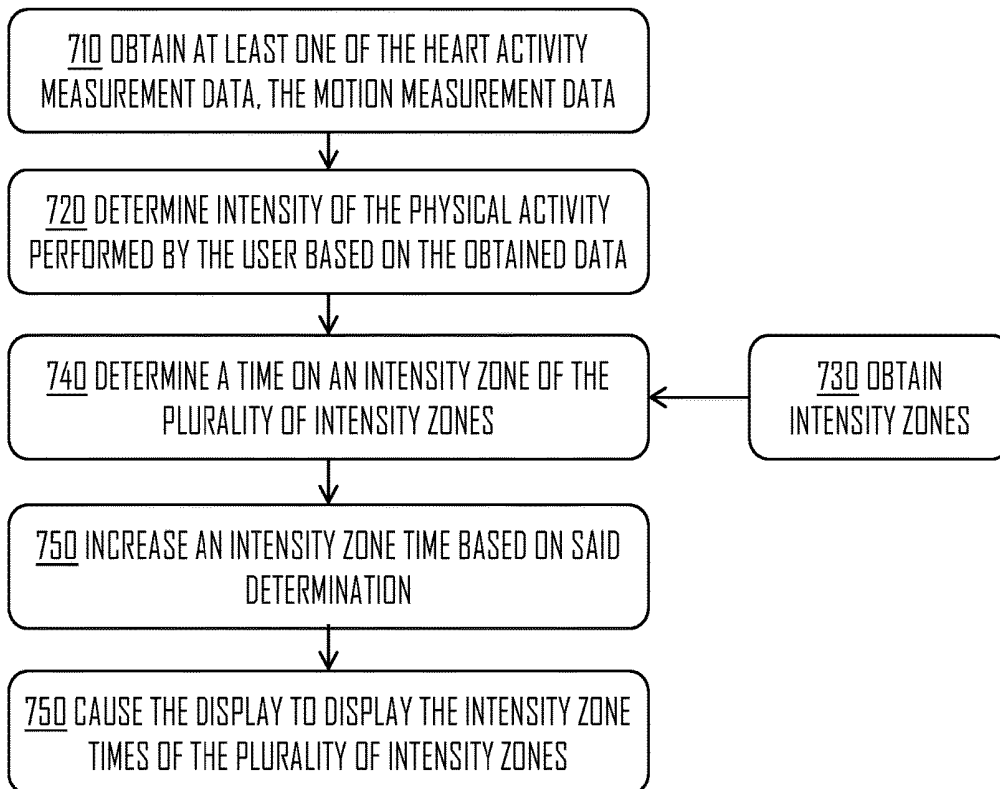 710 OBTAIN AT LEAST ONE OF THE HEART ACTIVITY
MEASUREMENT DATA, THE MOTION MEASUREMENT DATA
720 DETERMINE INTENSITY OF THE PHYSICAL ACTIVITY
PERFORMED BY THE USER BASED ON THE OBTAINED DATA
740 DETERMINE A TIME ON AN INTENSITY ZONE OF THE
PLURALITY OF INTENSITY ZONES
730 OBTAIN
INTENSITY ZONES
750 INCREASE AN INTENSITY ZONE TIME BASED ON SAID
DETERMINATION
750 CAUSE THE DISPLAY TO DISPLAY THE INTENSITY ZONE
TIMES OF THE PLURALITY OF INTENSITY ZONES